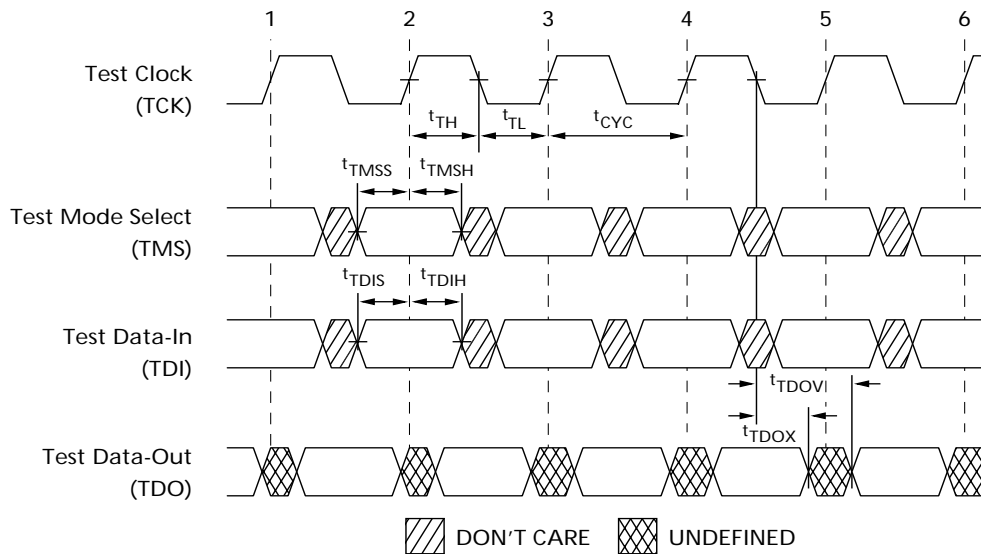 1 2 3 4 5 6
Test Clock
(TCK)
tTH tTL tCYC
tTMSS tTMSH
Test Mode Select
(TMS)
tTDIS tTDIH
Test Data-In
(TDI)
tTDOV
tTDOX
Test Data-Out
(TDO)
DON'T CARE UNDEFINED